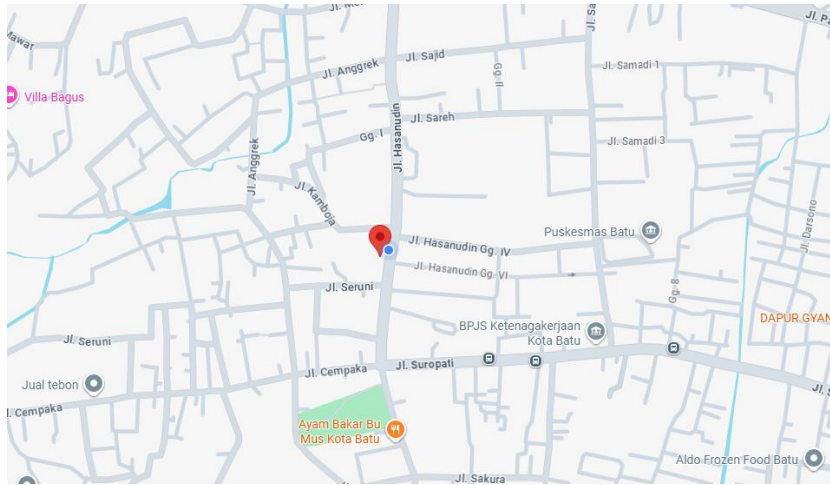 Jl. Sajid
Jl. Anggrek
Gg. II
Jl. Samadi 1
Mawar
Villa Bagus
Jl. Sareh
Gg. I
Jl. Hasanudin
Jl. Samadi 3
Jl. Anggrek
Jl. Kamboja
Puskesmas Batu
Jl. Darsono
Jl. Hasanudin Gg. IV
Jl. Hasanudin Gg. VI
Gg. 8
Jl. Seruni
DAPUR GYAN
BPJS Ketenagakerjaan
Kota Batu
Jl. Seruni
Jl. Suropati
Jl. Cempaka
Jual tebon
Jl. Cempaka
Ayam Bakar Bu
Mus Kota Batu
Aldo Frozen Food Batu
Jl. Sakura